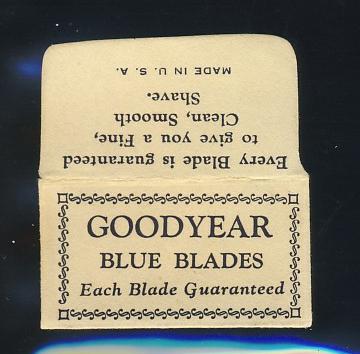 Every Blade is guaranteed
to give you a Fine,
Clean, Smooth
Shave.
MADE IN U. S. A.
GOODYEAR
BLUE BLADES
Each Blade Guaranteed